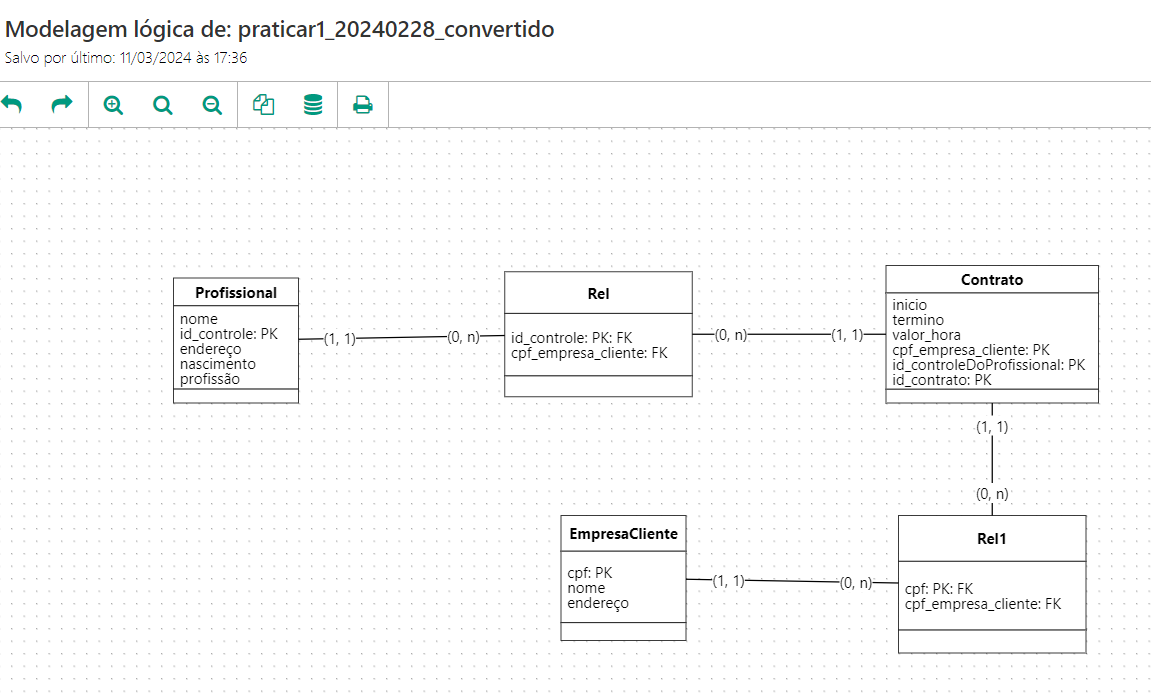 Modelagem lógica de: praticar1_20240228_convertido
Salvo por último: 11/03/2024 às 17:36
Profissional
nome
id_controle: PK
endereço
nascimento
profissão
(1, 1)
(0, n)
Rel
id_controle: PK: FK
cpf_empresa_cliente: FK
(0, n)
(1, 1)
Contrato
inicio
termino
valor_hora
cpf_empresa_cliente: PK
id_controleDoProfissional: PK
id_contrato: PK
(1, 1)
(0, n)
EmpresaCliente
cpf: PK
nome
endereço
(1, 1)
(0, n)
Rel1
cpf: PK: FK
cpf_empresa_cliente: FK